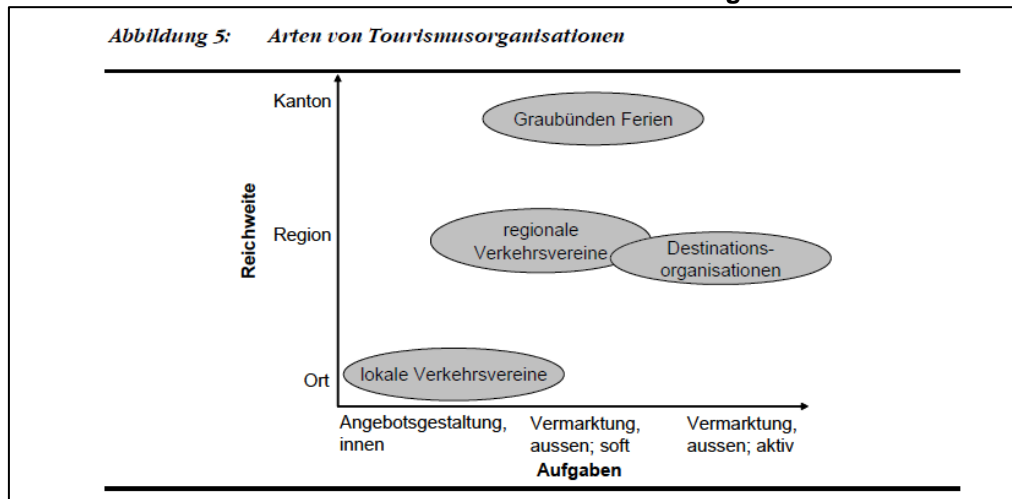 Abbildung 5: Arten von Tourismusorganisationen
Kanton
Graubünden Ferien
Reichweite
Region
regionale
Verkehrsvereine
Destinations-
organisationen
Ort
lokale Verkehrsvereine
Angebotsgestaltung,
innen
Vermarktung,
aussen; soft
Vermarktung,
aussen; aktiv
Aufgaben